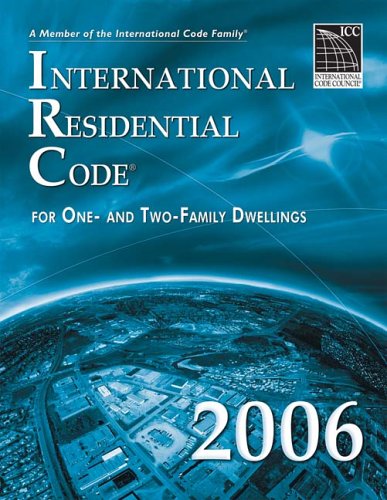 A Member of the International Code Family®
ICC
INTERNATIONAL
CODE COUNCIL®
INTERNATIONAL
RESIDENTIAL
CODE®
FOR ONE- AND TWO-FAMILY DWELLINGS
2006